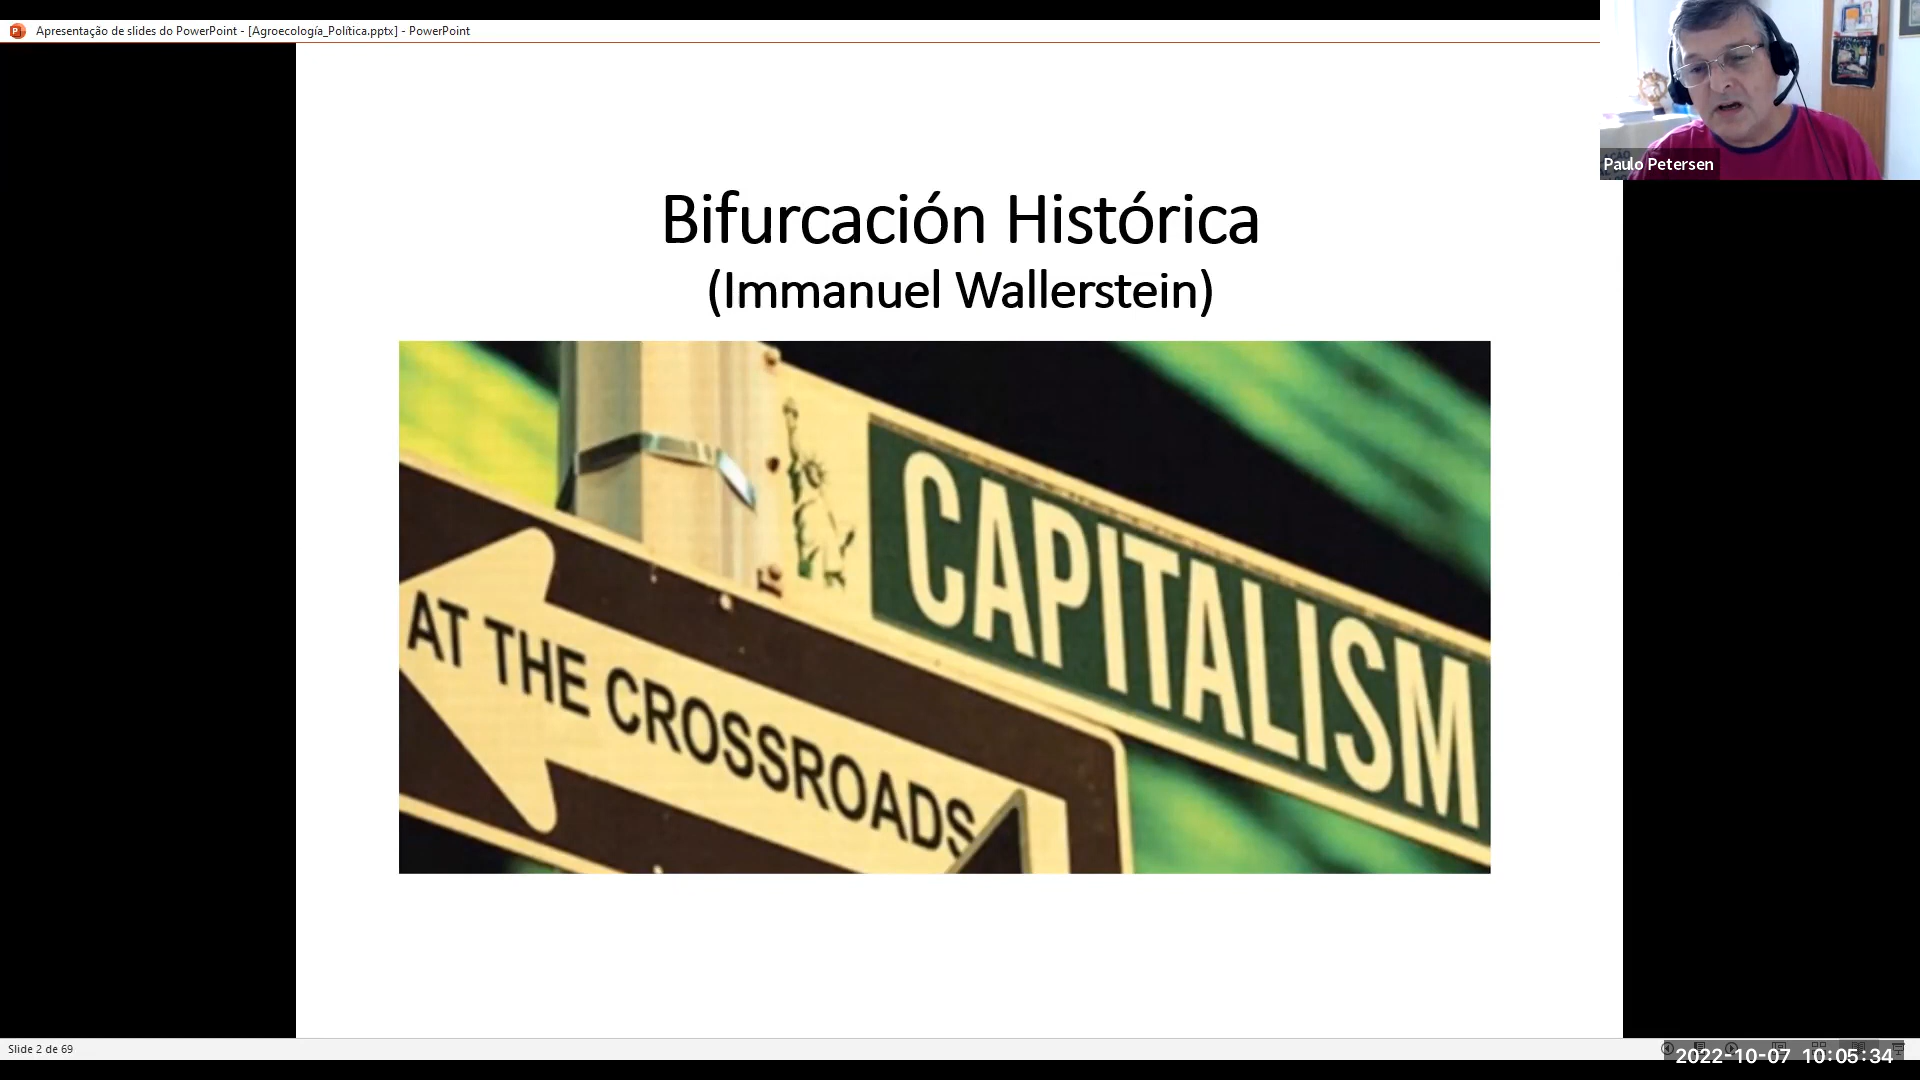 Apresentação de slides do PowerPoint - [Agroecología_Política.pptx] - PowerPoint
Paulo Petersen
Bifurcación Histórica
(Immanuel Wallerstein)
CAPITALISM
AT THE CROSSROADS
Slide 2 de 69
2022-10-07 10:05:34